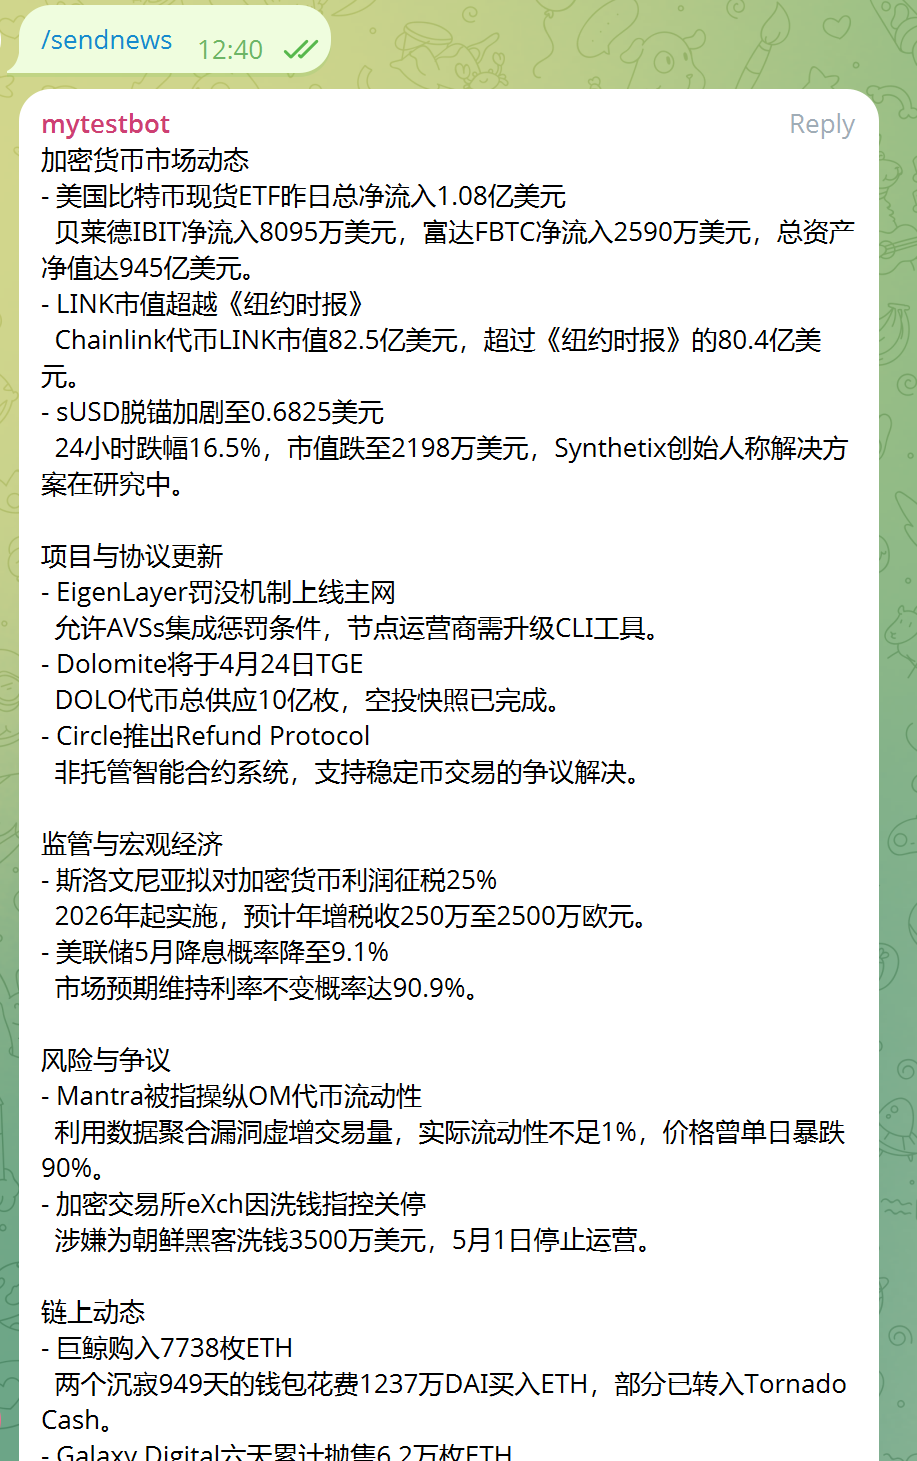 /sendnews 12:40
mytestbot Reply
加密货币市场动态
- 美国比特币现货ETF昨日总净流入1.08亿美元
贝莱德IBIT净流入8095万美元，富达FBTC净流入2590万美元，总资产
净值达945亿美元。
- LINK市值超越《纽约时报》
Chainlink代币LINK市值82.5亿美元，超过《纽约时报》的80.4亿美
元。
- sUSD脱锚加剧至0.6825美元
24小时跌幅16.5%，市值跌至2198万美元，Synthetix创始人称解决方
案在研究中。
项目与协议更新
- EigenLayer罚没机制上线主网
允许AVSs集成惩罚条件，节点运营商需升级CLI工具。
- Dolomite将于4月24日TGE
DOLO代币总供应10亿枚，空投快照已完成。
- Circle推出Refund Protocol
非托管智能合约系统，支持稳定币交易的争议解决。
监管与宏观经济
- 斯洛文尼亚拟对加密货币利润征税25%
2026年起实施，预计年增税收250万至2500万欧元。
- 美联储5月降息概率降至9.1%
市场预期维持利率不变概率达90.9%。
风险与争议
- Mantra被指操纵OM代币流动性
利用数据聚合漏洞虚增交易量，实际流动性不足1%，价格曾单日暴跌
90%。
- 加密交易所eXch因洗钱指控关停
涉嫌为朝鲜黑客洗钱3500万美元，5月1日停止运营。
链上动态
- 巨鲸购入7738枚ETH
两个沉寂949天的钱包花费1237万DAI买入ETH，部分已转入Tornado
Cash。
- Galaxy Digital六天累计抛售6.2万枚ETH